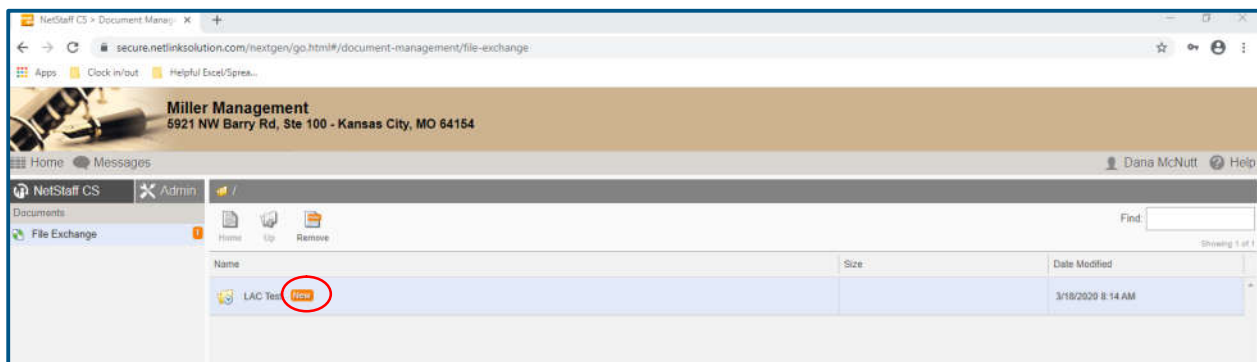 NetStaff CS > Document Manag
secure.netlinksolution.com/nextgen/go.html#/document-management/file-exchange
Apps Clock in/out Helpful Excel/Sprea...
Miller Management
5921 NW Barry Rd, Ste 100 - Kansas City, MO 64154
Home Messages Dana McNutt Help
NetStaff CS Admin /
Documents
File Exchange
Home Up Remove Find:
Showing 1 of 1
Name Size Date Modified
LAC Test New 3/18/2020 8:14 AM